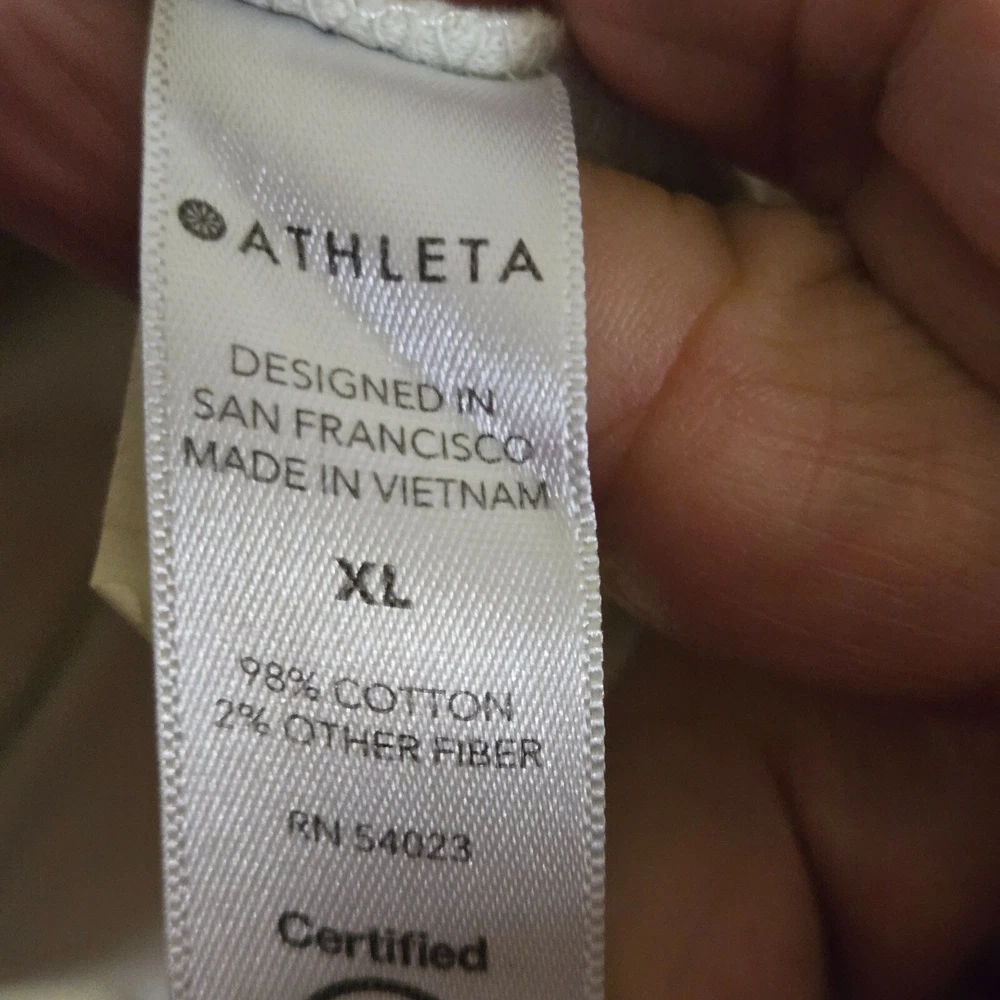 ATHLETA
DESIGNED IN
SAN FRANCISCO
MADE IN VIETNAM
XL
98% COTTON
2% OTHER FIBER
RN 54023
Certified